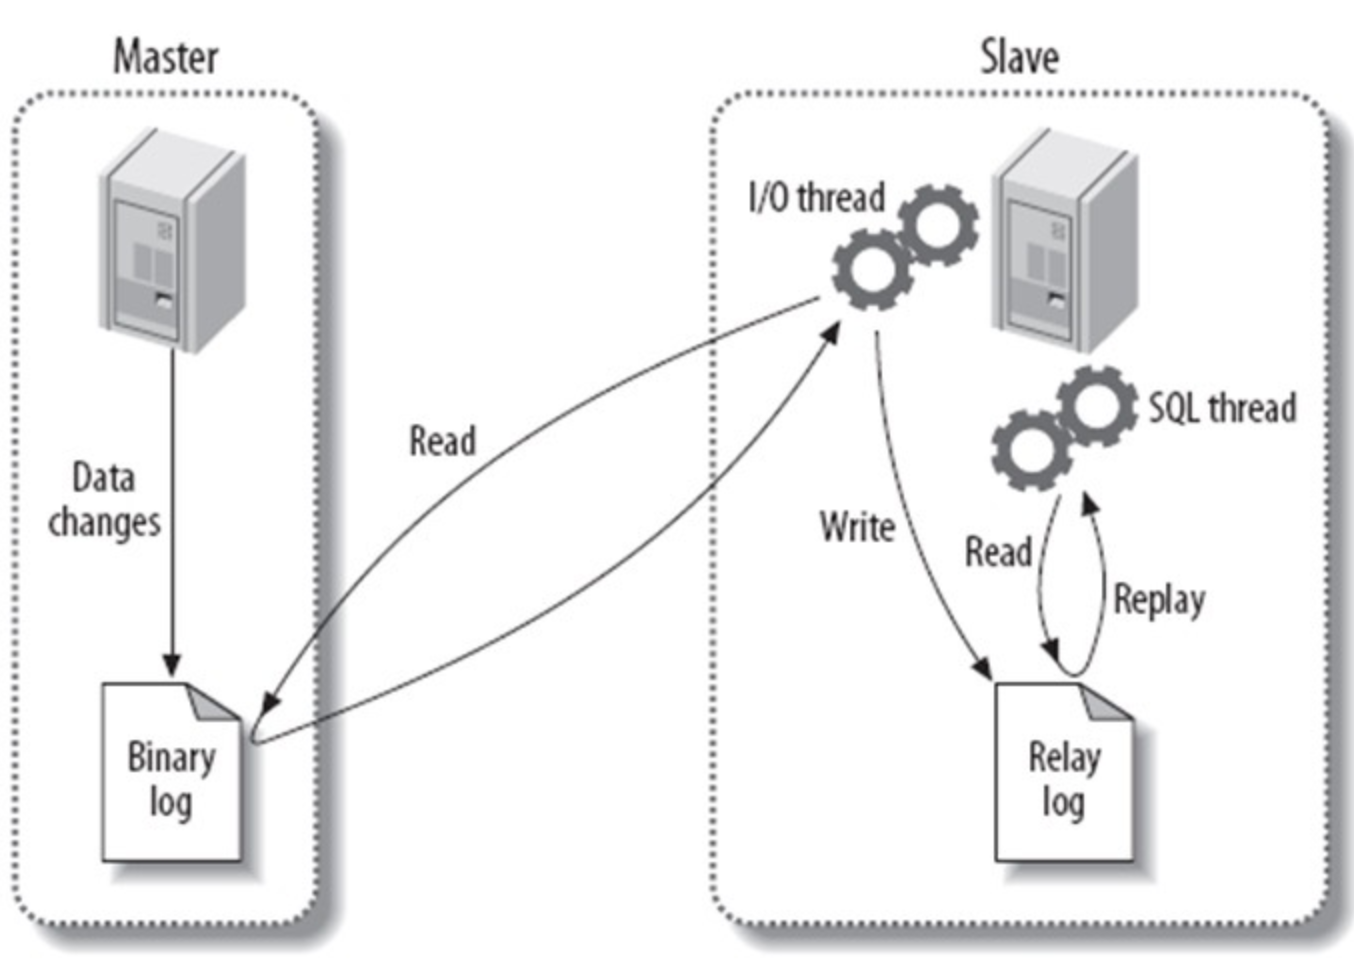 Master
Slave
I/O thread
SQL thread
Read
Data
changes
Write
Read
Replay
Binary
log
Relay
log